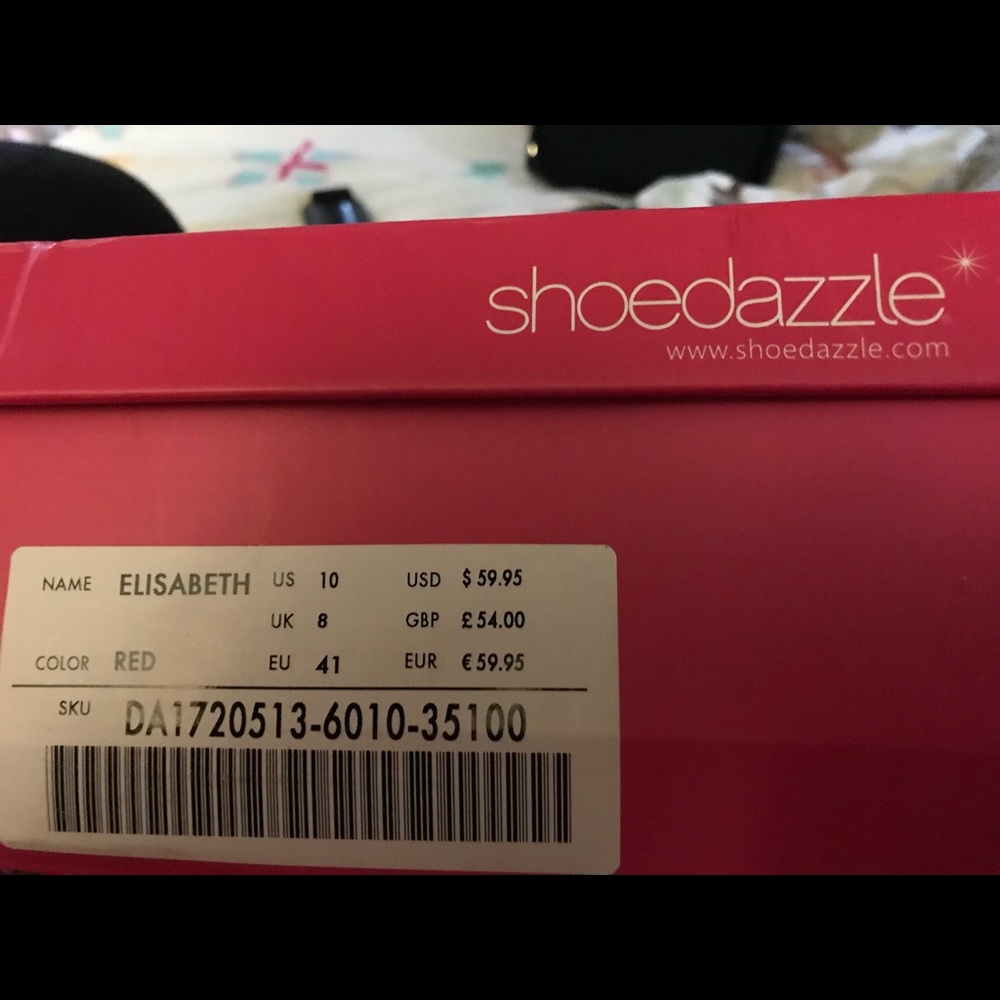 shoedazzle
www.shoedazzle.com
NAME ELISABETH US 10 USD $ 59.95
UK 8 GBP £ 54.00
COLOR RED EU 41 EUR € 59.95
SKU DA1720513-6010-35100